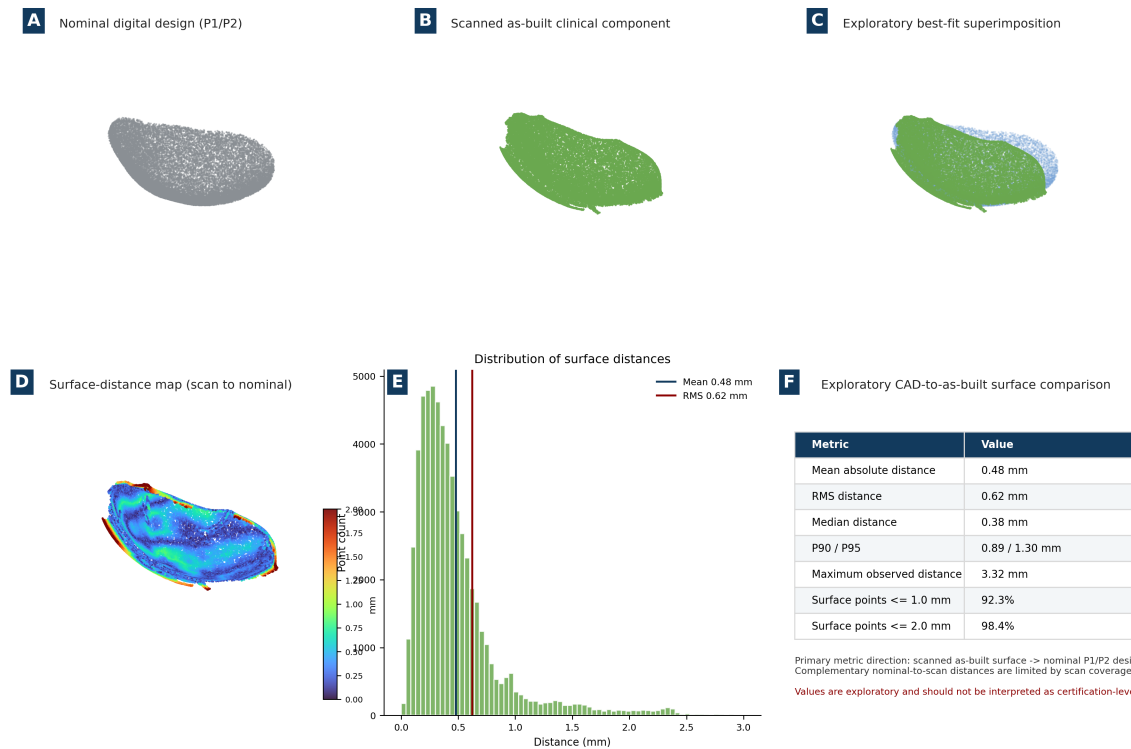 A Nominal digital design (P1/P2)
B Scanned as-built clinical component
C Exploratory best-fit superimposition
D Surface-distance map (scan to nominal)
2.00
1.75
1.50
1.25
1.00
0.75
0.50
0.25
0.00
mm
Distribution of surface distances
E
Mean 0.48 mm
RMS 0.62 mm
Point count
5000
4000
3000
2000
1000
0
0.0 0.5 1.0 1.5 2.0 2.5 3.0
Distance (mm)
F Exploratory CAD-to-as-built surface comparison
Metric Value
Mean absolute distance 0.48 mm
RMS distance 0.62 mm
Median distance 0.38 mm
P90 / P95 0.89 / 1.30 mm
Maximum observed distance 3.32 mm
Surface points <= 1.0 mm 92.3%
Surface points <= 2.0 mm 98.4%
Primary metric direction: scanned as-built surface -> nominal P1/P2 desi
Complementary nominal-to-scan distances are limited by scan coverage
Values are exploratory and should not be interpreted as certification-leve